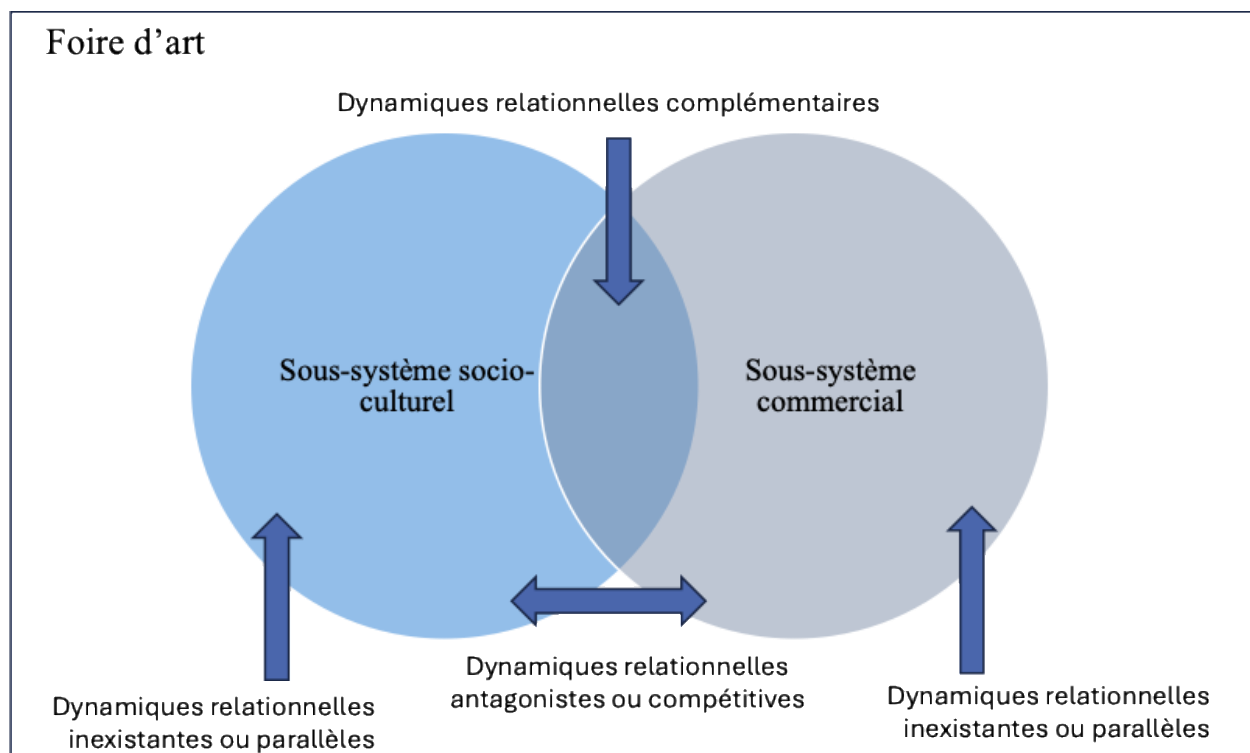 Foire d'art
Dynamiques relationnelles complémentaires
Sous-système socio-
culturel
Sous-système
commercial
Dynamiques relationnelles
inexistantes ou parallèles
Dynamiques relationnelles
antagonistes ou compétitives
Dynamiques relationnelles
inexistantes ou parallèles